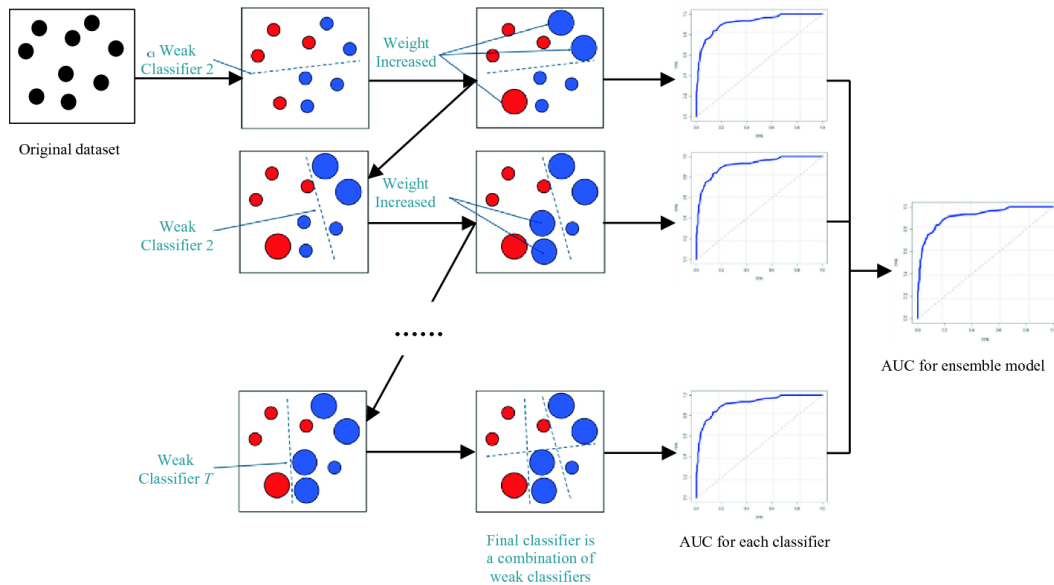 cl Weak
Classifier 2
Weight
Increased
Original dataset
Weak
Classifier 2
Weight
Increased
......
AUC for ensemble model
Weak
Classifier T
Final classifier is
a combination of
weak classifiers
AUC for each classifier